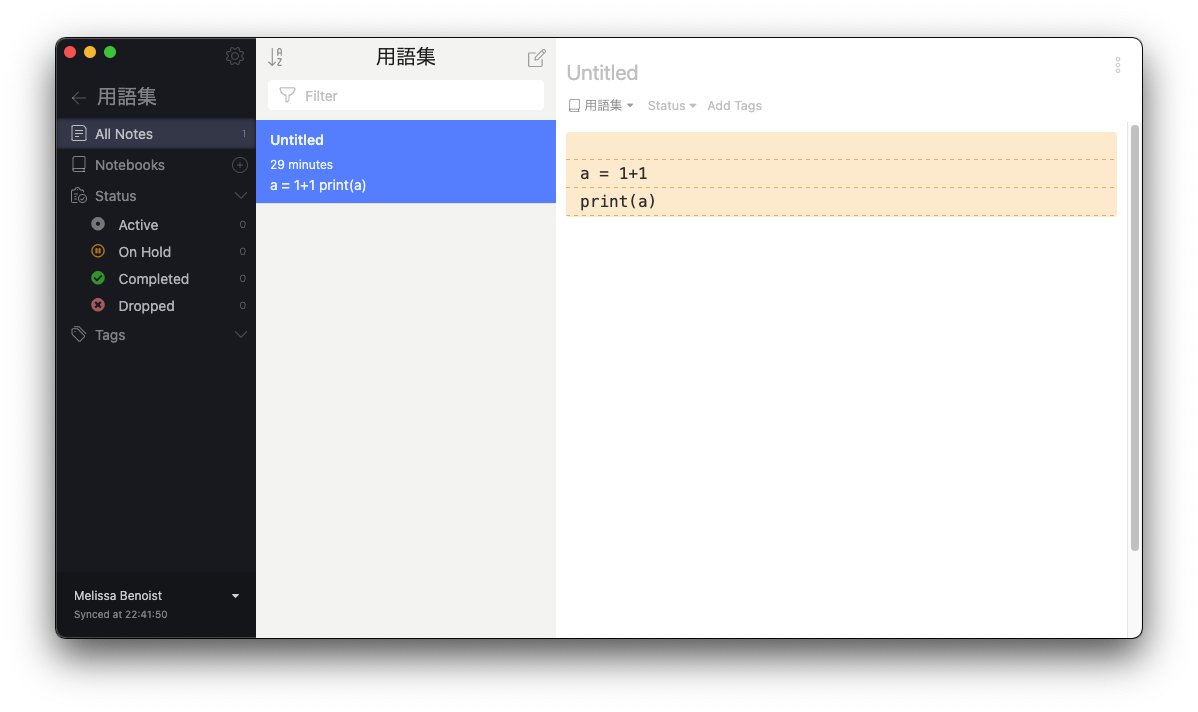 用語集
All Notes 1
Notebooks
Status
Active 0
On Hold 0
Completed 0
Dropped 0
Tags
Melissa Benoist
Synced at 22:41:50
用語集
Filter
Untitled
29 minutes
a = 1+1 print(a)
Untitled
用語集 Status Add Tags
a = 1+1
print(a)